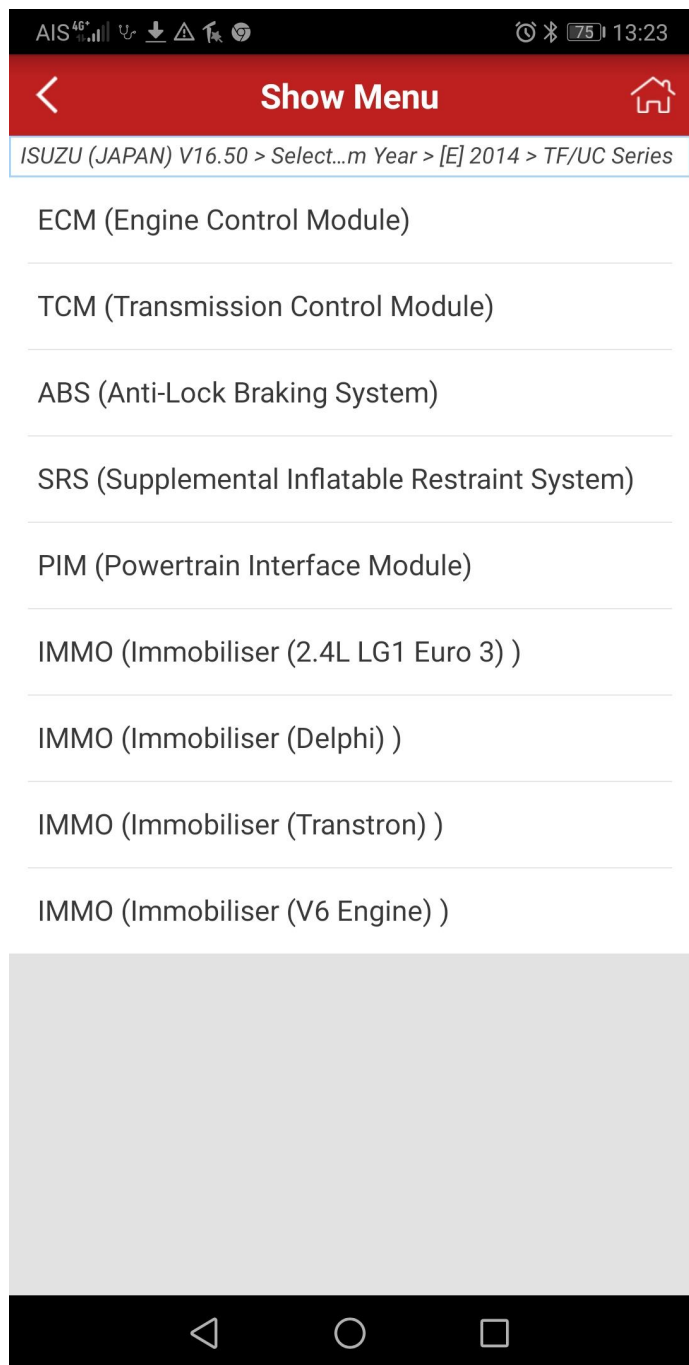 AIS 4G+ 75 13:23
Show Menu
ISUZU (JAPAN) V16.50 > Select...m Year > [E] 2014 > TF/UC Series
ECM (Engine Control Module)
TCM (Transmission Control Module)
ABS (Anti-Lock Braking System)
SRS (Supplemental Inflatable Restraint System)
PIM (Powertrain Interface Module)
IMMO (Immobiliser (2.4L LG1 Euro 3) )
IMMO (Immobiliser (Delphi) )
IMMO (Immobiliser (Transtron) )
IMMO (Immobiliser (V6 Engine) )